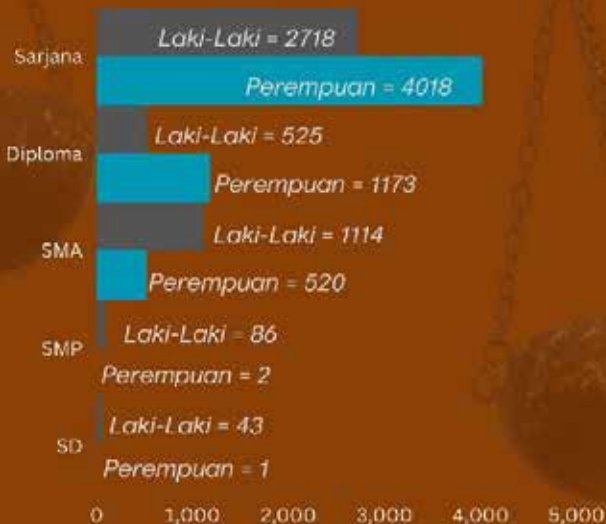 Sarjana
Laki-Laki = 2718
Perempuan = 4018
Diploma
Laki-Laki = 525
Perempuan = 1173
SMA
Laki-Laki = 1114
Perempuan = 520
SMP
Laki-Laki = 86
Perempuan = 2
SD
Laki-Laki = 43
Perempuan = 1
0 1,000 2,000 3,000 4,000 5,000